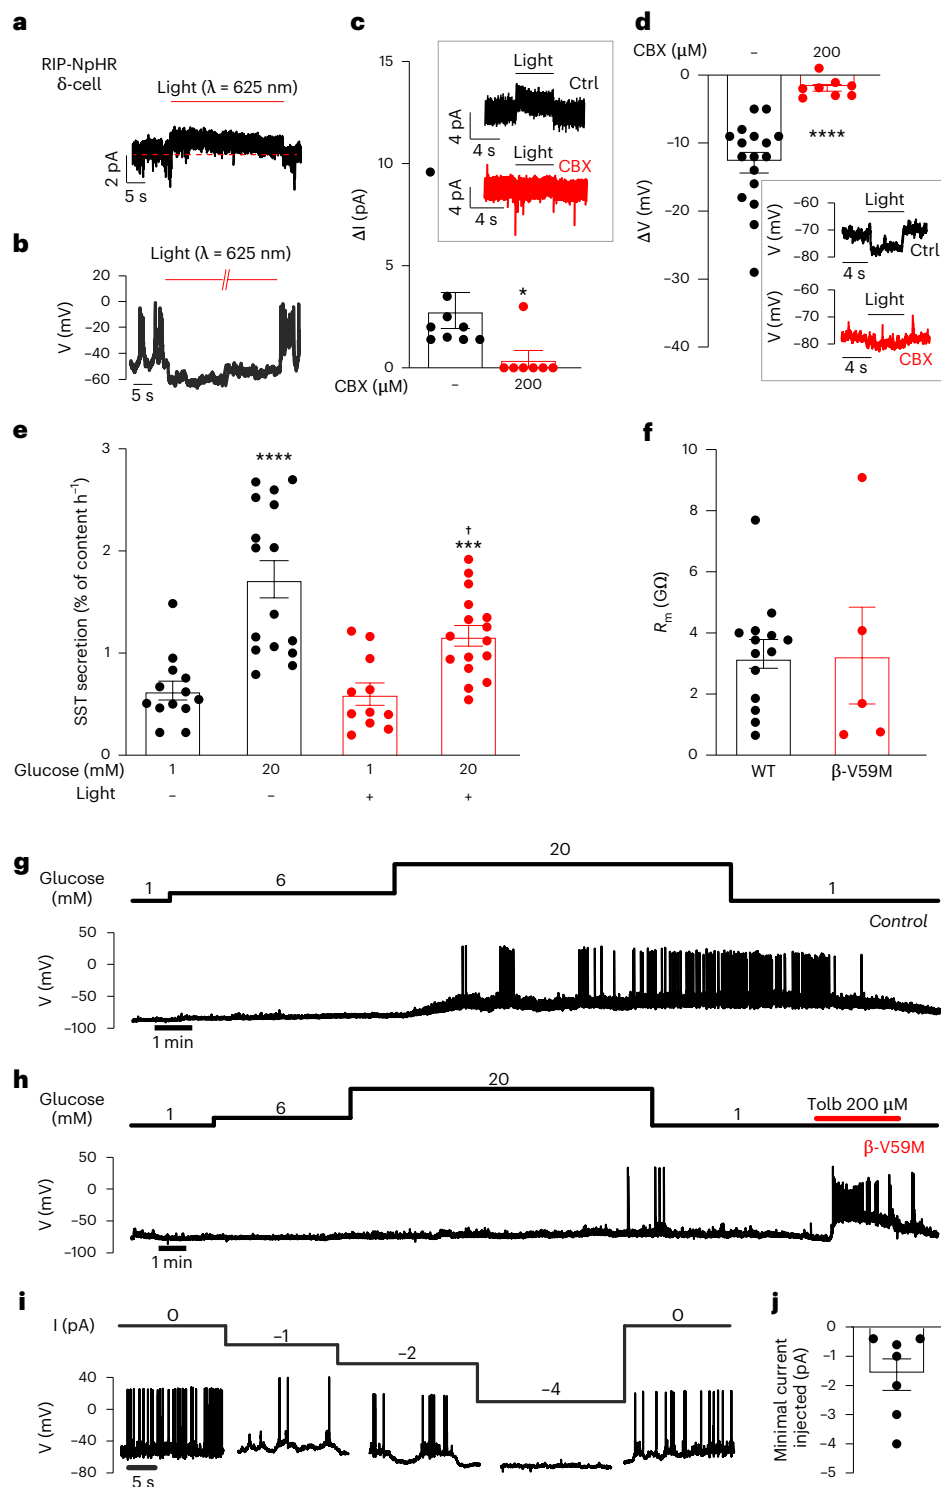 a
RIP-NpHR
δ-cell
Light (λ = 625 nm)
2 pA
5 s
b
Light (λ = 625 nm)
V (mV)
20
0
–20
–40
–60
5 s
c
ΔI (pA)
15
10
5
0
Light
Ctrl
4 pA
4 s
Light
CBX
4 pA
4 s
*
CBX (μM)
–
200
d
CBX (μM)
–
200
ΔV (mV)
0
–10
–20
–30
–40
****
Light
V (mV)
–60
–70
–80
Ctrl
4 s
Light
V (mV)
–60
–70
–80
CBX
4 s
e
SST secretion (% of content h⁻¹)
3
2
1
0
****
†
***
Glucose (mM)
1
20
1
20
Light
–
–
+
+
f
Rm (GΩ)
10
8
6
4
2
0
WT
β-V59M
g
Glucose
(mM)
1
6
20
1
Control
V (mV)
50
0
–50
–100
1 min
h
Glucose
(mM)
1
6
20
1
Tolb 200 μM
β-V59M
V (mV)
50
0
–50
–100
1 min
i
I (pA)
0
–1
–2
–4
0
V (mV)
40
0
–40
–80
5 s
j
Minimal current
injected (pA)
0
–1
–2
–3
–4
–5